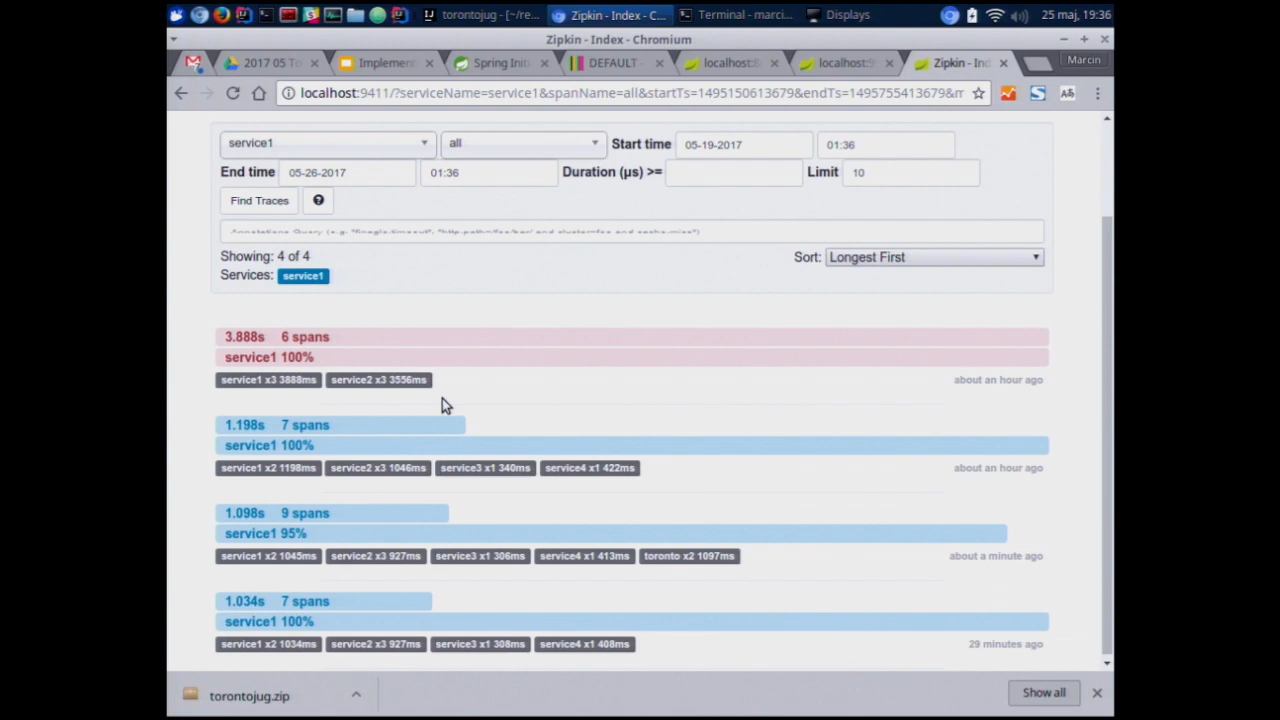 torontojug - [~/re...
Zipkin - Index - C...
Terminal - marci...
Displays
25 maj, 19:36
Zipkin - Index - Chromium
2017 05 To
Implement
Spring Initi
DEFAULT -
localhost:8
localhost:9
Zipkin - Ind
Marcin
localhost:9411/?serviceName=service1&spanName=all&startTs=1495150613679&endTs=1495755413679&m
service1
all
Start time
05-19-2017
01:36
End time
05-26-2017
01:36
Duration (µs) >=
Limit
10
Find Traces
Showing: 4 of 4
Sort:
Longest First
Services:
service1
3.888s 6 spans
service1 100%
service1 x3 3888ms
service2 x3 3556ms
about an hour ago
1.198s 7 spans
service1 100%
service1 x2 1198ms
service2 x3 1046ms
service3 x1 340ms
service4 x1 422ms
about an hour ago
1.098s 9 spans
service1 95%
service1 x2 1045ms
service2 x3 927ms
service3 x1 306ms
service4 x1 413ms
toronto x2 1097ms
about a minute ago
1.034s 7 spans
service1 100%
service1 x2 1034ms
service2 x3 927ms
service3 x1 308ms
service4 x1 408ms
29 minutes ago
torontojug.zip
Show all